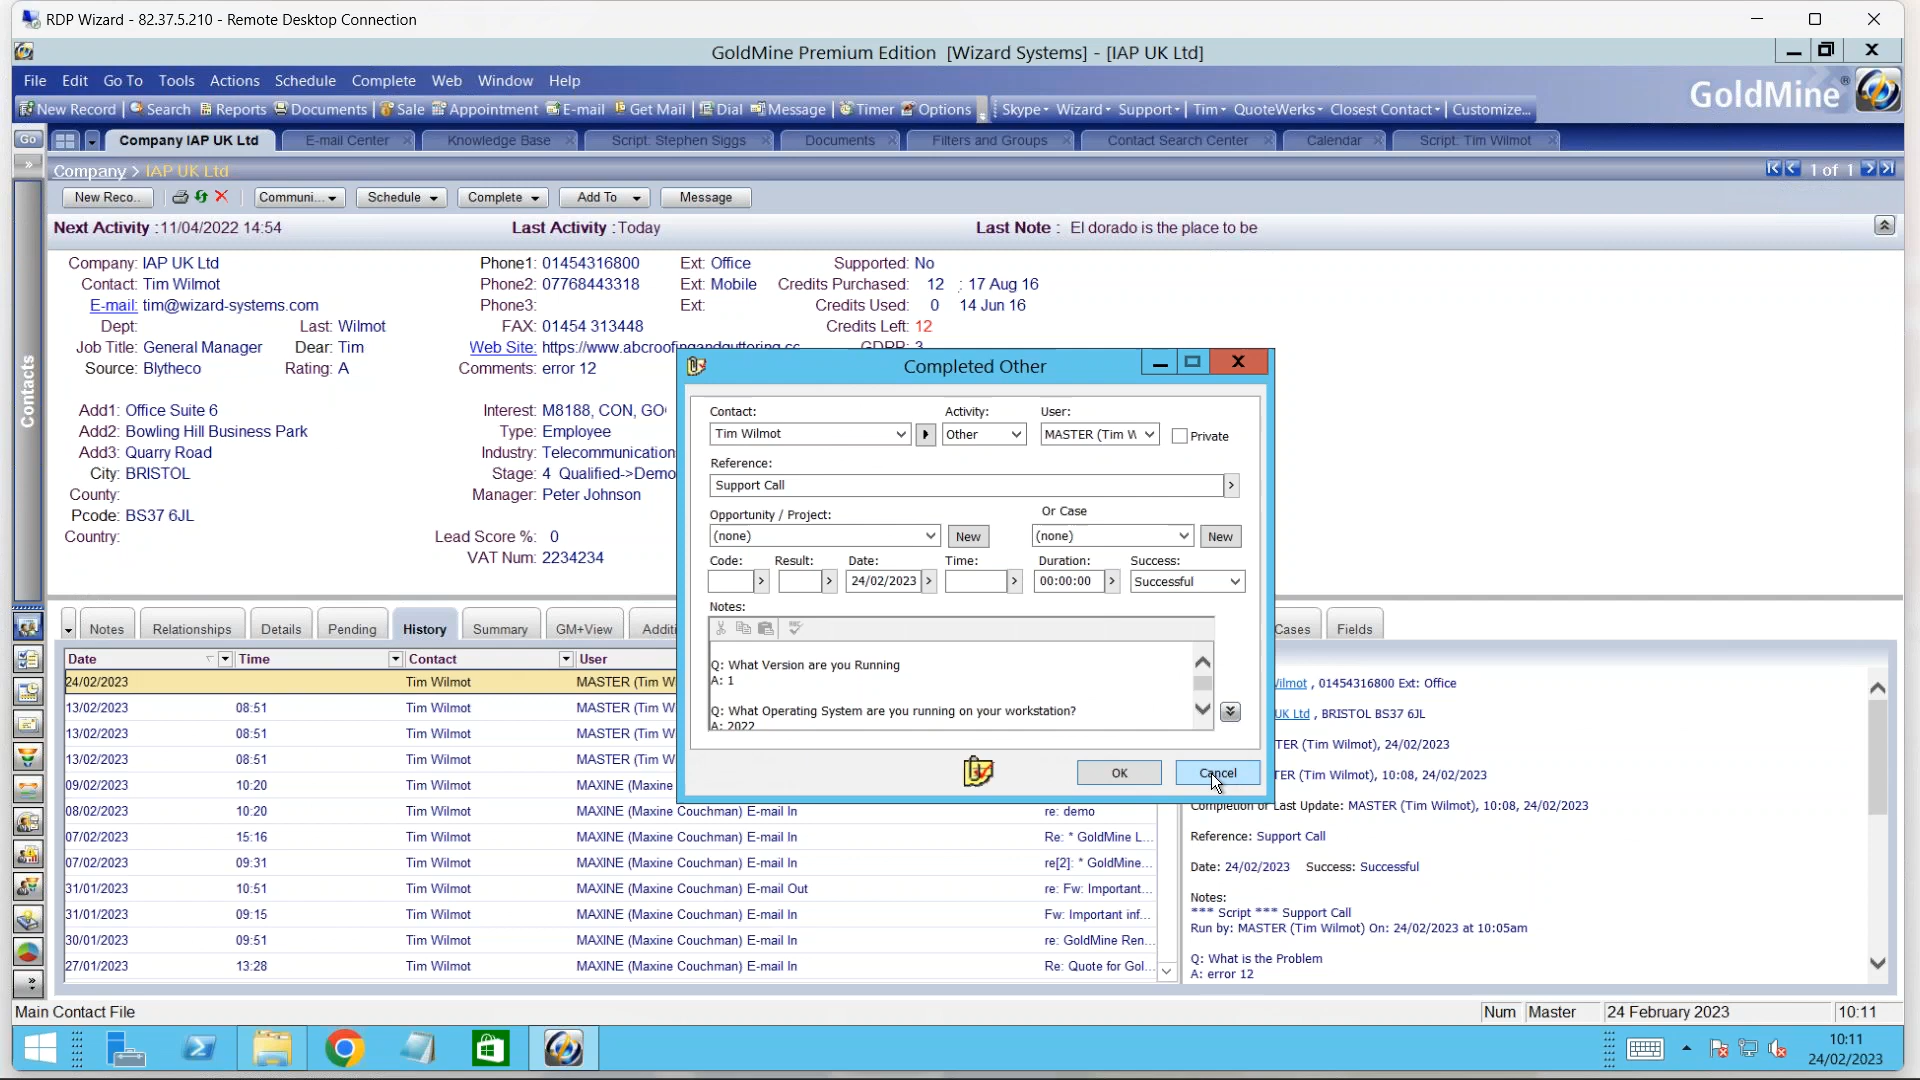 RDP Wizard - 82.37.5.210 - Remote Desktop Connection
GoldMine Premium Edition [Wizard Systems] - [IAP UK Ltd]
File Edit Go To Tools Actions Schedule Complete Web Window Help
GoldMine
New Record Search Reports Documents Sale Appointment E-mail Get Mail Dial Message Timer Options Skype Wizard Support Tim QuoteWerks Closest Contact Customize...
Go Company IAP UK Ltd E-mail Center Knowledge Base Script: Stephen Siggs Documents Filters and Groups Contact Search Center Calendar Script: Tim Wilmot
Company > IAP UK Ltd 1 of 1
New Reco.. Communi... Schedule Complete Add To Message
Next Activity :11/04/2022 14:54 Last Activity :Today Last Note : El dorado is the place to be
Contacts
Company: IAP UK Ltd Phone1: 01454316800 Ext: Office Supported: No
Contact: Tim Wilmot Phone2: 07768443318 Ext: Mobile Credits Purchased: 12 : 17 Aug 16
E-mail: tim@wizard-systems.com Phone3: Ext: Credits Used: 0 14 Jun 16
Dept: Last: Wilmot FAX: 01454 313448 Credits Left: 12
Job Title: General Manager Dear: Tim Web Site: https://www.abcroofingandguttering.cc GDPR: 3
Source: Blytheco Rating: A Comments: error 12
Add1: Office Suite 6 Interest: M8188, CON, GO
Add2: Bowling Hill Business Park Type: Employee
Add3: Quarry Road Industry: Telecommunication
City: BRISTOL Stage: 4 Qualified->Demo
County: Manager: Peter Johnson
Pcode: BS37 6JL
Country: Lead Score %: 0
VAT Num: 2234234
Completed Other
Contact: Activity: User:
Tim Wilmot Other MASTER (Tim W Private
Reference:
Support Call
Opportunity / Project: Or Case
(none) New (none) New
Code: Result: Date: Time: Duration: Success:
24/02/2023 00:00:00 Successful
Notes:
Q: What Version are you Running
A: 1
Q: What Operating System are you running on your workstation?
A: 2022
OK Cancel
Notes Relationships Details Pending History Summary GM+View Additi Cases Fields
Date Time Contact User
24/02/2023 Tim Wilmot MASTER (Tim W
13/02/2023 08:51 Tim Wilmot MASTER (Tim W
13/02/2023 08:51 Tim Wilmot MASTER (Tim W
13/02/2023 08:51 Tim Wilmot MASTER (Tim W
09/02/2023 10:20 Tim Wilmot MAXINE (Maxine
08/02/2023 10:20 Tim Wilmot MAXINE (Maxine Couchman) E-mail In re: demo
07/02/2023 15:16 Tim Wilmot MAXINE (Maxine Couchman) E-mail In Re: * GoldMine L...
07/02/2023 09:31 Tim Wilmot MAXINE (Maxine Couchman) E-mail In re[2]: * GoldMine...
31/01/2023 10:51 Tim Wilmot MAXINE (Maxine Couchman) E-mail Out re: Fw: Important...
31/01/2023 09:15 Tim Wilmot MAXINE (Maxine Couchman) E-mail In Fw: Important inf...
30/01/2023 09:51 Tim Wilmot MAXINE (Maxine Couchman) E-mail In re: GoldMine Ren...
27/01/2023 13:28 Tim Wilmot MAXINE (Maxine Couchman) E-mail In Re: Quote for Gol...
Wilmot , 01454316800 Ext: Office
UK Ltd , BRISTOL BS37 6JL
TER (Tim Wilmot), 24/02/2023
TER (Tim Wilmot), 10:08, 24/02/2023
Completion or Last Update: MASTER (Tim Wilmot), 10:08, 24/02/2023
Reference: Support Call
Date: 24/02/2023 Success: Successful
Notes:
*** Script *** Support Call
Run by: MASTER (Tim Wilmot) On: 24/02/2023 at 10:05am
Q: What is the Problem
A: error 12
Main Contact File Num Master 24 February 2023 10:11
10:11
24/02/2023